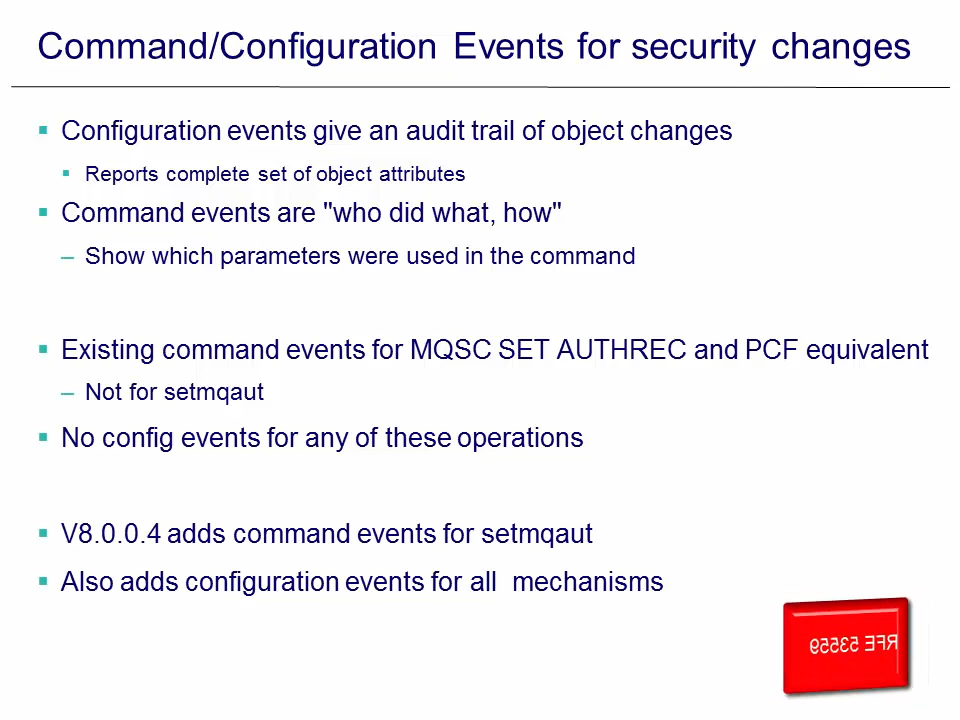 Command/Configuration Events for security changes
Configuration events give an audit trail of object changes
Reports complete set of object attributes
Command events are "who did what, how"
– Show which parameters were used in the command
Existing command events for MQSC SET AUTHREC and PCF equivalent
– Not for setmqaut
No config events for any of these operations
V8.0.0.4 adds command events for setmqaut
Also adds configuration events for all mechanisms
RFE 53559